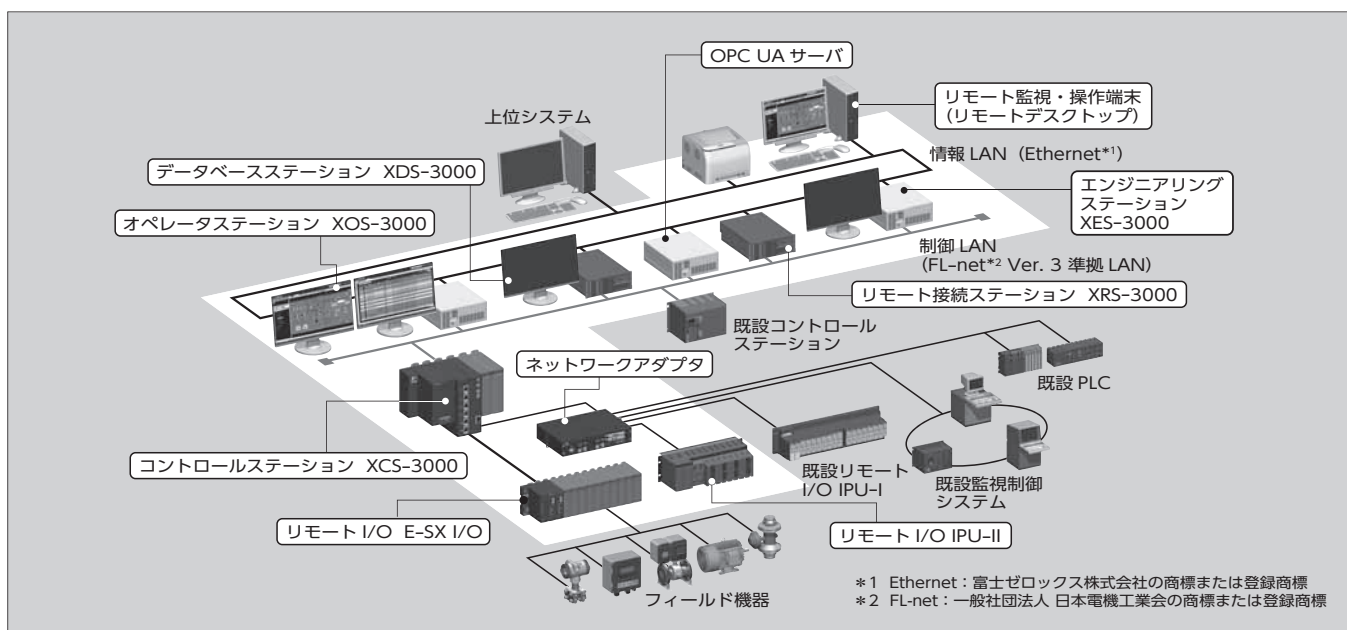 OPC UA サーバ
リモート監視・操作端末
(リモートデスクトップ)
上位システム
情報 LAN（Ethernet*1）
データベースステーション XDS-3000
エンジニアリング
ステーション
XES-3000
オペレータステーション XOS-3000
制御 LAN
（FL-net*2 Ver. 3 準拠 LAN）
リモート接続ステーション XRS-3000
既設コントロール
ステーション
ネットワークアダプタ
既設 PLC
コントロールステーション XCS-3000
既設リモート
I/O IPU-I
既設監視制御
システム
リモート I/O E-SX I/O
リモート I/O IPU-II
フィールド機器
*1 Ethernet：富士ゼロックス株式会社の商標または登録商標
*2 FL-net：一般社団法人 日本電機工業会の商標または登録商標